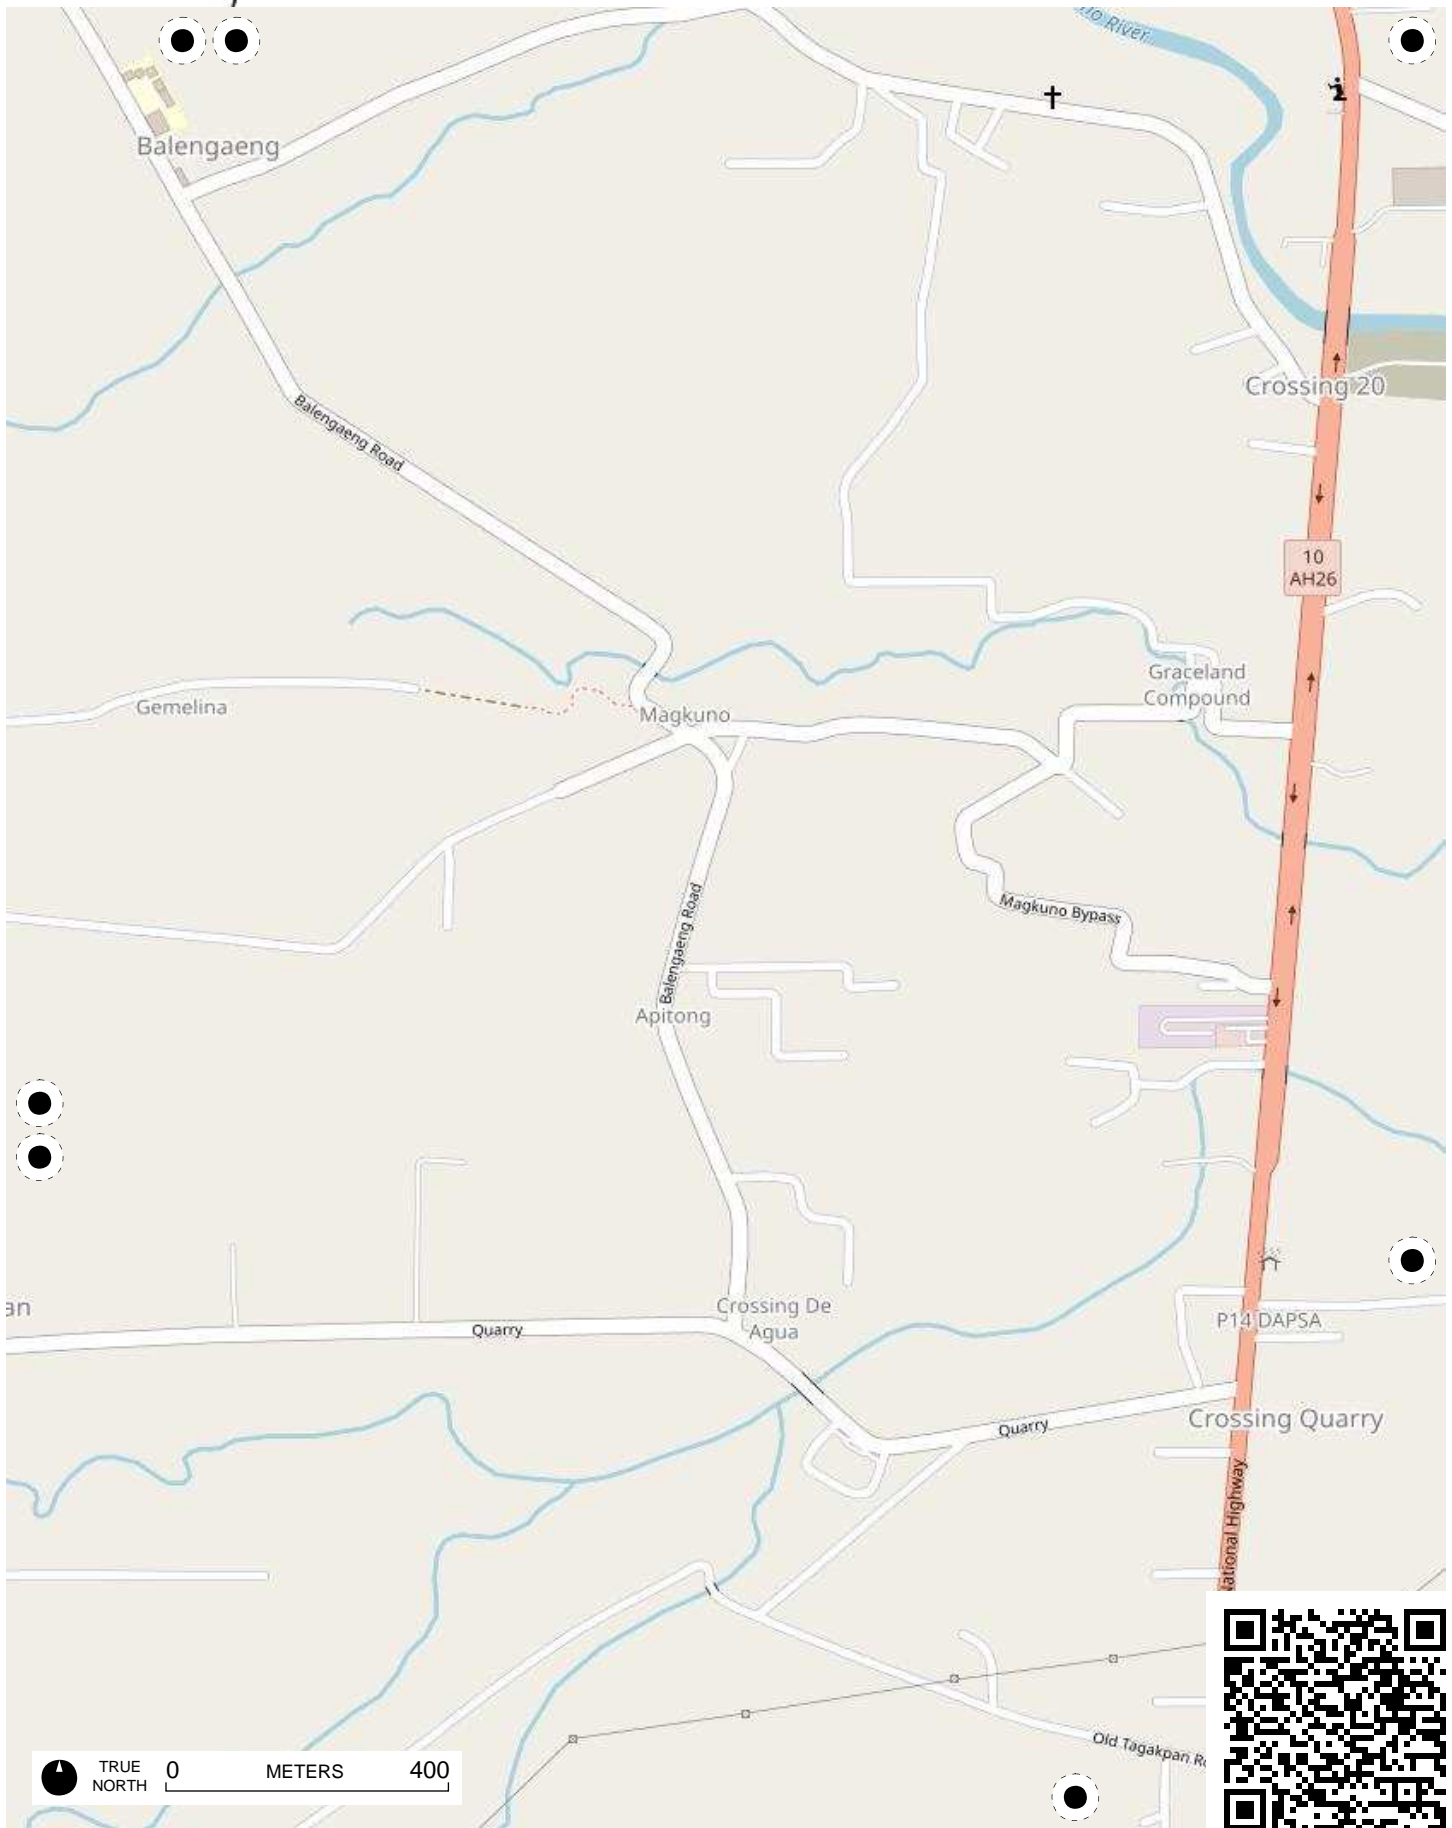 River
Balengaeng
Crossing 20
Balengaeng Road
10
AH26
Graceland
Compound
Gemelina
Magkuno
Magkuno Bypass
Balengaeng Road
Apitong
Crossing De
Agua
an
Quarry
P14 DAPSA
Crossing Quarry
Quarry
National Highway
Old Tagakpan
TRUE
NORTH
0 METERS 400